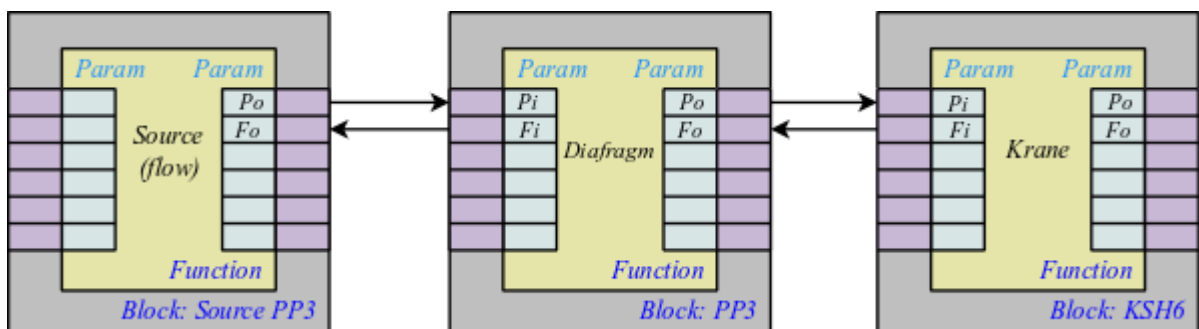 Param Param
Po
Fo
Source
(flow)
Function
Block: Source PP3
Param Param
Pi Po
Fi Fo
Diafragm
Function
Block: PP3
Param Param
Pi Po
Fi Fo
Krane
Function
Block: KSH6